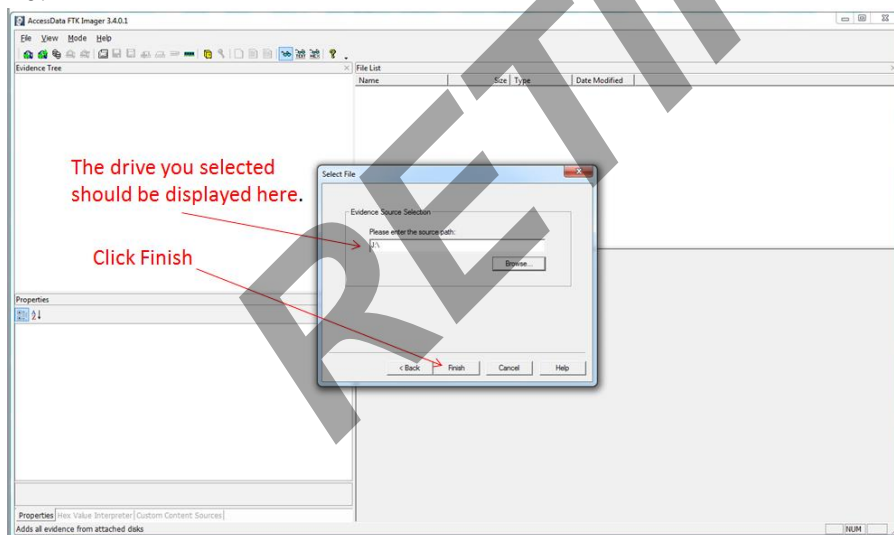 AccessData FTK Imager 3.4.0.1
File View Mode Help
Evidence Tree
File List
Name Size Type Date Modified
The drive you selected
should be displayed here.
Click Finish
Select File
Evidence Source Selection
Please enter the source path:
J:\
Browse...
< Back Finish Cancel Help
Properties
Properties Hex Value Interpreter Custom Content Sources
Adds all evidence from attached disks
NUM